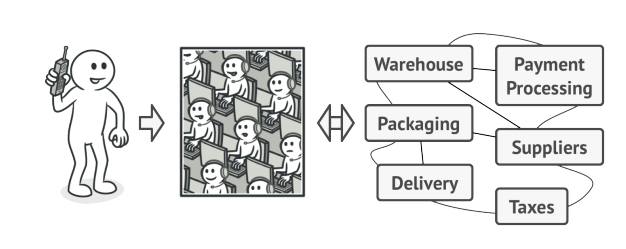 Warehouse
Payment
Processing
Packaging
Suppliers
Delivery
Taxes